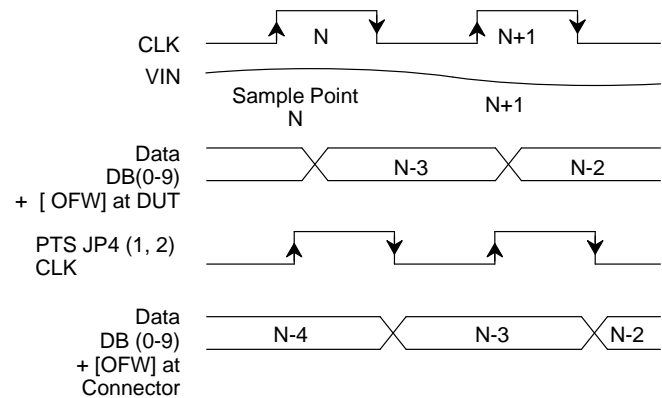 CLK
N
N+1
VIN
Sample Point
N
N+1
Data
DB(0-9)
+ [ OFW] at DUT
N-3
N-2
PTS JP4 (1, 2)
CLK
Data
DB (0-9)
+ [OFW] at
Connector
N-4
N-3
N-2